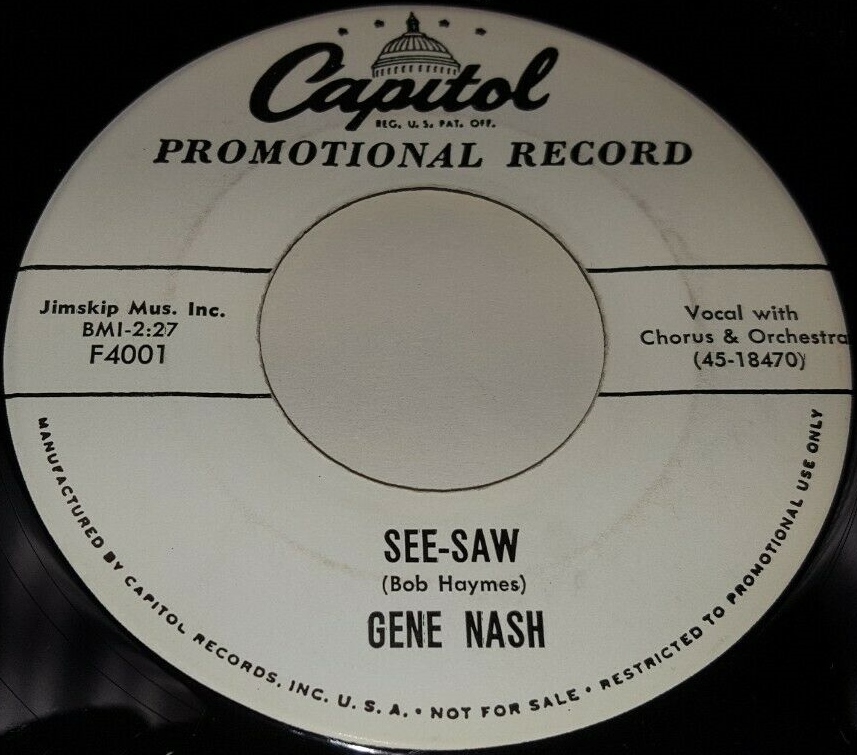 Capitol
REG. U. S. PAT. OFF.
PROMOTIONAL RECORD
Jimskip Mus. Inc.
BMI-2:27
F4001
Vocal with
Chorus & Orchestra
(45-18470)
SEE-SAW
(Bob Haymes)
GENE NASH
MANUFACTURED BY CAPITOL RECORDS, INC. U. S. A. • NOT FOR SALE • RESTRICTED TO PROMOTIONAL USE ONLY